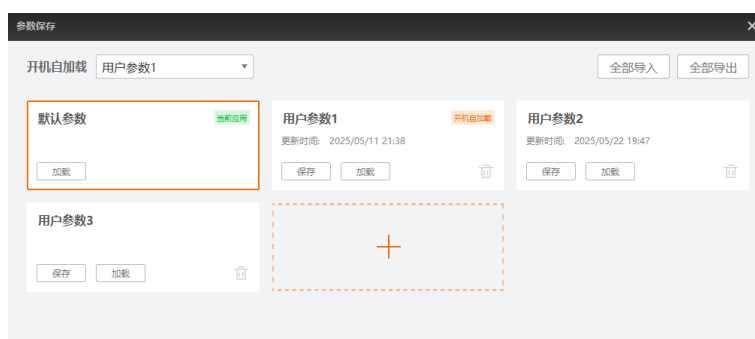 参数保存
开机自加载 用户参数1 全部导入 全部导出
默认参数 当前应用 用户参数1 开机自加载 用户参数2
更新时间: 2025/05/11 21:38 更新时间: 2025/05/22 19:47
加载 保存 加载 保存 加载
用户参数3
保存 加载